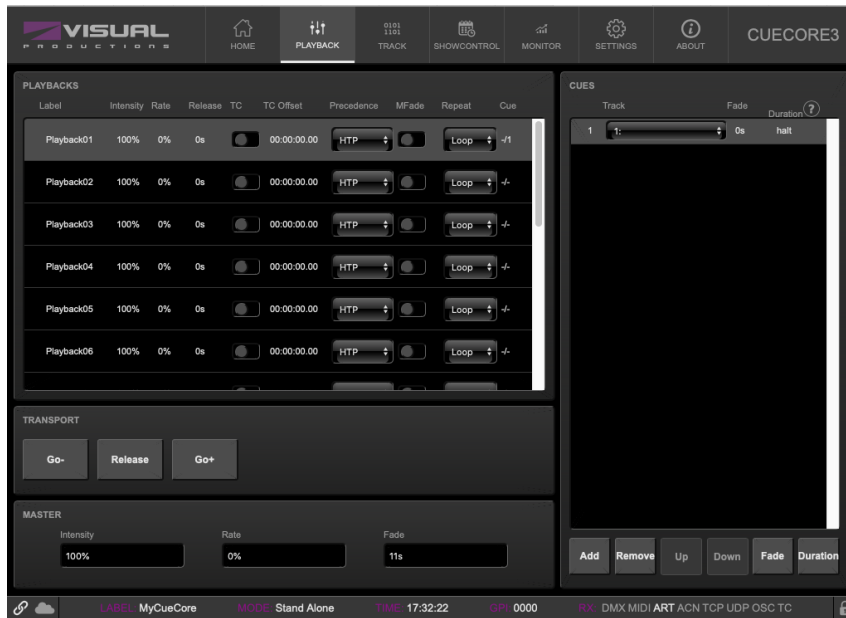 VISUAL
PRODUCTIONS
HOME
PLAYBACK
0101
1101
TRACK
SHOWCONTROL
MONITOR
SETTINGS
ABOUT
CUECORE3
PLAYBACKS
Label Intensity Rate Release TC TC Offset Precedence MFade Repeat Cue
Playback01 100% 0% 0s 00:00:00.00 HTP Loop -/1
Playback02 100% 0% 0s 00:00:00.00 HTP Loop -/-
Playback03 100% 0% 0s 00:00:00.00 HTP Loop -/-
Playback04 100% 0% 0s 00:00:00.00 HTP Loop -/-
Playback05 100% 0% 0s 00:00:00.00 HTP Loop -/-
Playback06 100% 0% 0s 00:00:00.00 HTP Loop -/-
TRANSPORT
Go- Release Go+
MASTER
Intensity Rate Fade
100% 0% 11s
CUES
Track Fade Duration ?
1 1: 0s halt
Add Remove Up Down Fade Duration
LABEL: MyCueCore MODE: Stand Alone TIME: 17:32:22 GPI: 0000 RX: DMX MIDI ART ACN TCP UDP OSC TC